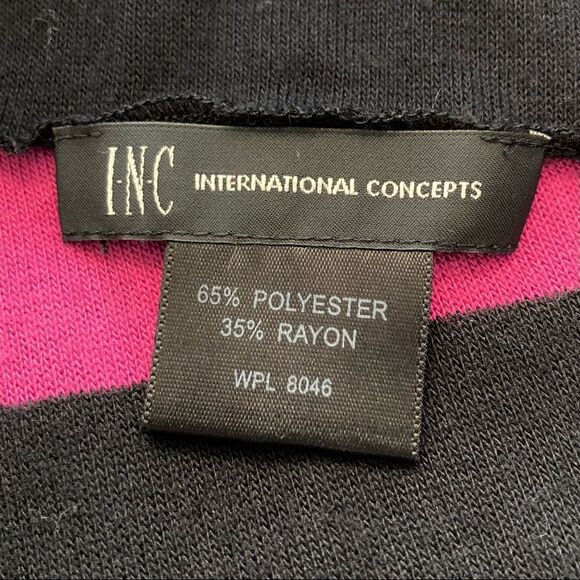 I·N·C INTERNATIONAL CONCEPTS
65% POLYESTER
35% RAYON
WPL 8046